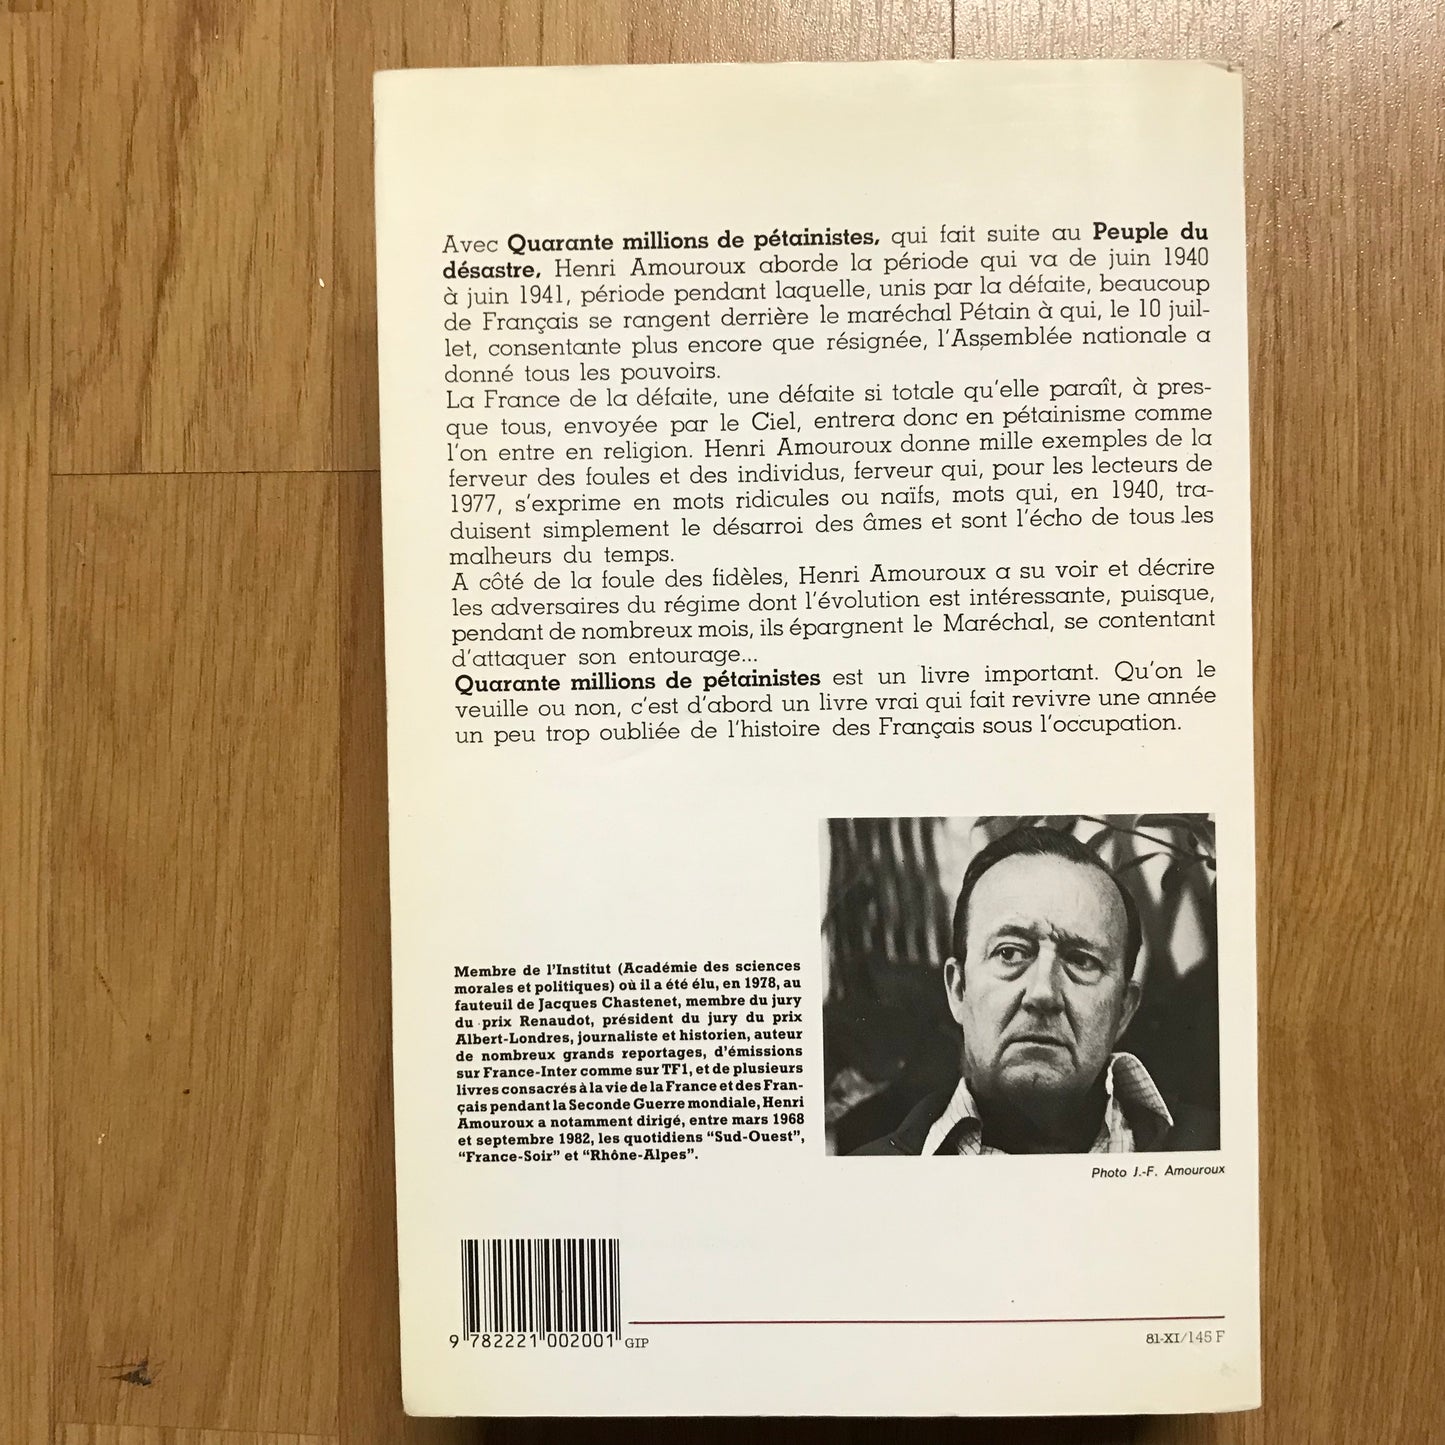 Avec Quarante millions de pétainistes, qui fait suite au Peuple du
désastre, Henri Amouroux aborde la période qui va de juin 1940
à juin 1941, période pendant laquelle, unis par la défaite, beaucoup
de Français se rangent derrière le maréchal Pétain à qui, le 10 juil-
let, consentante plus encore que résignée, l'Assemblée nationale a
donné tous les pouvoirs.
La France de la défaite, une défaite si totale qu'elle paraît, à pres-
que tous, envoyée par le Ciel, entrera donc en pétainisme comme
l'on entre en religion. Henri Amouroux donne mille exemples de la
ferveur des foules et des individus, ferveur qui, pour les lecteurs de
1977, s'exprime en mots ridicules ou naïfs, mots qui, en 1940, tra-
duisent simplement le désarroi des âmes et sont l'écho de tous les
malheurs du temps.
A côté de la foule des fidèles, Henri Amouroux a su voir et décrire
les adversaires du régime dont l'évolution est intéressante, puisque,
pendant de nombreux mois, ils épargnent le Maréchal, se contentant
d'attaquer son entourage...
Quarante millions de pétainistes est un livre important. Qu'on le
veuille ou non, c'est d'abord un livre vrai qui fait revivre une année
un peu trop oubliée de l'histoire des Français sous l'occupation.
Membre de l'Institut (Académie des sciences
morales et politiques) où il a été élu, en 1978, au
fauteuil de Jacques Chastenet, membre du jury
du prix Renaudot, président du jury du prix
Albert-Londres, journaliste et historien, auteur
de nombreux grands reportages, d'émissions
sur France-Inter comme sur TF1, et de plusieurs
livres consacrés à la vie de la France et des Fran-
çais pendant la Seconde Guerre mondiale, Henri
Amouroux a notamment dirigé, entre mars 1968
et septembre 1982, les quotidiens "Sud-Ouest",
"France-Soir" et "Rhône-Alpes".
Photo J.-F. Amouroux
9 782221 002001 GIP
81-XI/145 F